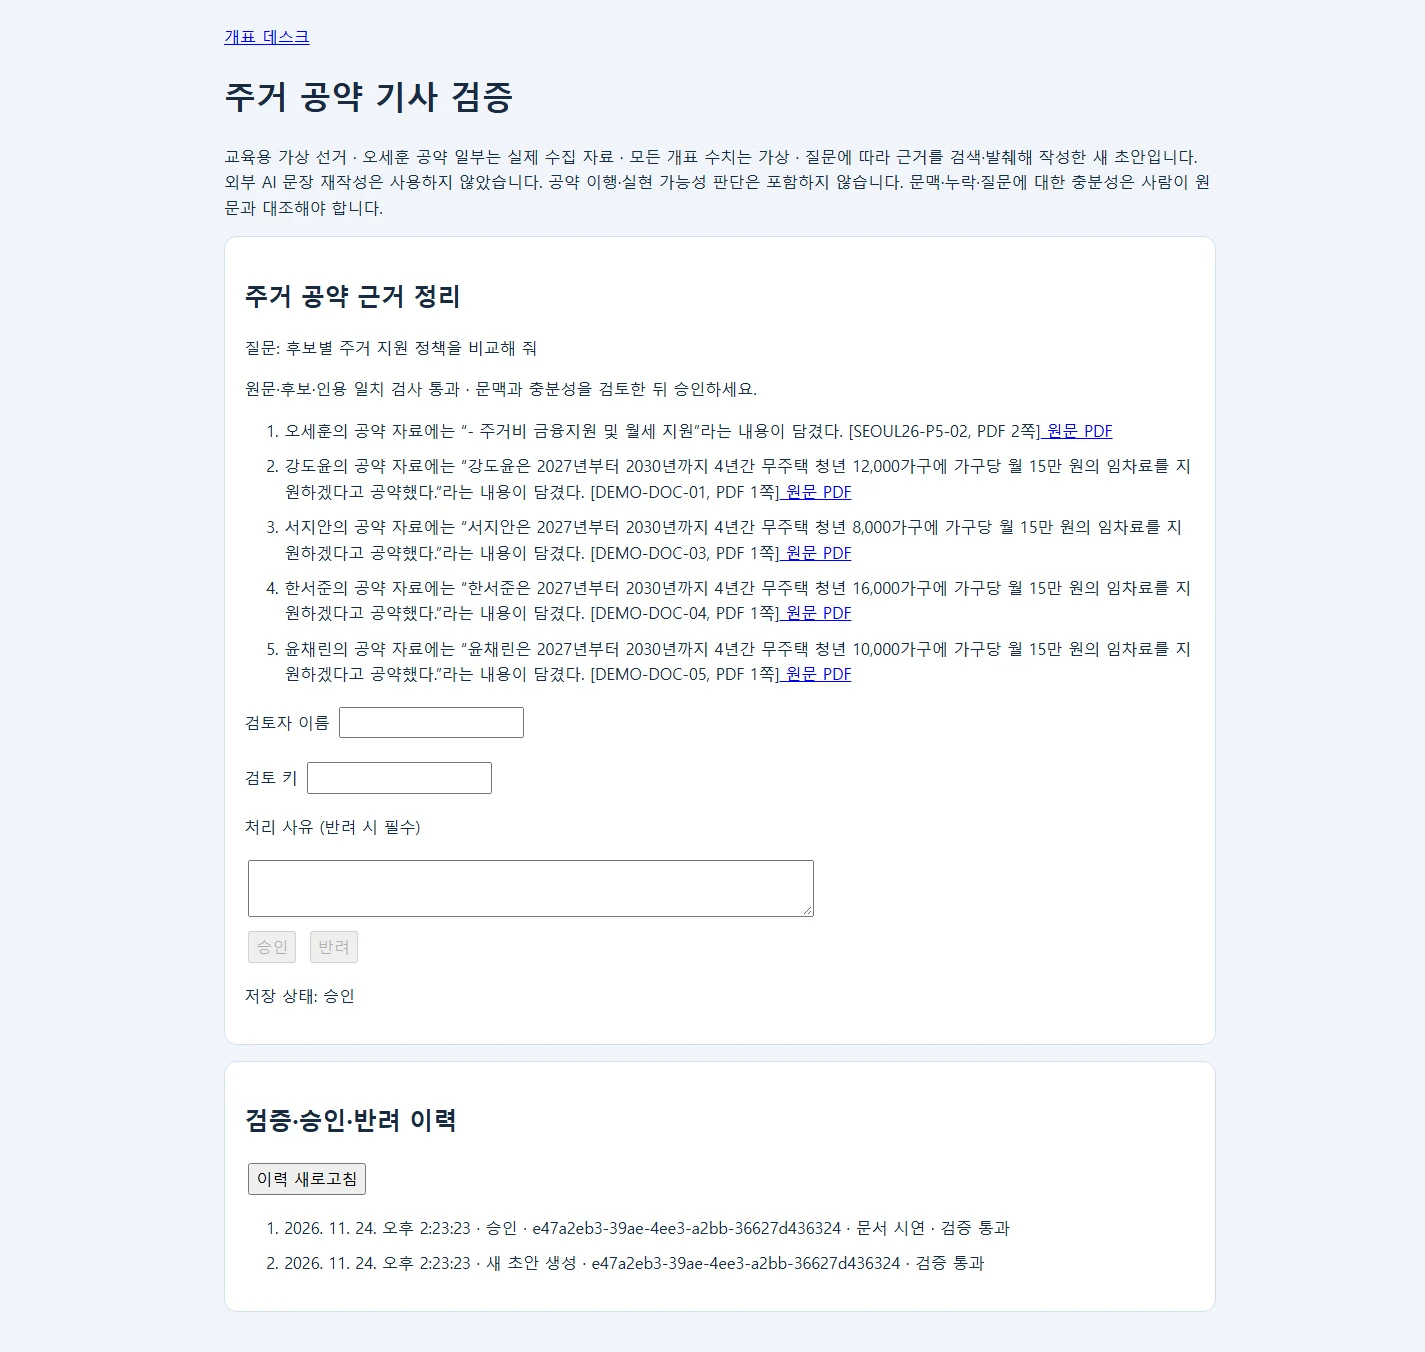 개표 데스크
주거 공약 기사 검증
교육용 가상 선거 · 오세훈 공약 일부는 실제 수집 자료 · 모든 개표 수치는 가상 · 질문에 따라 근거를 검색·발췌해 작성한 새 초안입니다.
외부 AI 문장 재작성은 사용하지 않았습니다. 공약 이행·실현 가능성 판단은 포함하지 않습니다. 문맥·누락·질문에 대한 충분성은 사람이 원
문과 대조해야 합니다.
주거 공약 근거 정리
질문: 후보별 주거 지원 정책을 비교해 줘
원문·후보·인용 일치 검사 통과 · 문맥과 충분성을 검토한 뒤 승인하세요.
1. 오세훈의 공약 자료에는 “- 주거비 금융지원 및 월세 지원”라는 내용이 담겼다. [SEOUL26-P5-02, PDF 2쪽] 원문 PDF
2. 강도윤의 공약 자료에는 “강도윤은 2027년부터 2030년까지 4년간 무주택 청년 12,000가구에 가구당 월 15만 원의 임차료를 지
원하겠다고 공약했다.”라는 내용이 담겼다. [DEMO-DOC-01, PDF 1쪽] 원문 PDF
3. 서지안의 공약 자료에는 “서지안은 2027년부터 2030년까지 4년간 무주택 청년 8,000가구에 가구당 월 15만 원의 임차료를 지
원하겠다고 공약했다.”라는 내용이 담겼다. [DEMO-DOC-03, PDF 1쪽] 원문 PDF
4. 한서준의 공약 자료에는 “한서준은 2027년부터 2030년까지 4년간 무주택 청년 16,000가구에 가구당 월 15만 원의 임차료를 지
원하겠다고 공약했다.”라는 내용이 담겼다. [DEMO-DOC-04, PDF 1쪽] 원문 PDF
5. 윤채린의 공약 자료에는 “윤채린은 2027년부터 2030년까지 4년간 무주택 청년 10,000가구에 가구당 월 15만 원의 임차료를 지
원하겠다고 공약했다.”라는 내용이 담겼다. [DEMO-DOC-05, PDF 1쪽] 원문 PDF
검토자 이름
검토 키
처리 사유 (반려 시 필수)
승인 반려
저장 상태: 승인
검증·승인·반려 이력
이력 새로고침
1. 2026. 11. 24. 오후 2:23:23 · 승인 · e47a2eb3-39ae-4ee3-a2bb-36627d436324 · 문서 시연 · 검증 통과
2. 2026. 11. 24. 오후 2:23:23 · 새 초안 생성 · e47a2eb3-39ae-4ee3-a2bb-36627d436324 · 검증 통과